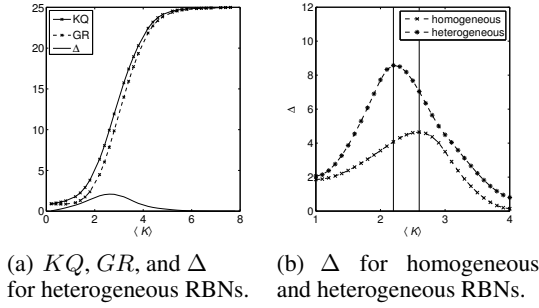 25
20
15
10
5
0
0 2 4 6 8
⟨K⟩
KQ
GR
Δ
12
10
8
6
4
2
0
1 2 3 4
Δ
⟨K⟩
homogeneous
heterogeneous
(a) KQ, GR, and Δ
for heterogeneous RBNs.
(b) Δ for homogeneous
and heterogeneous RBNs.